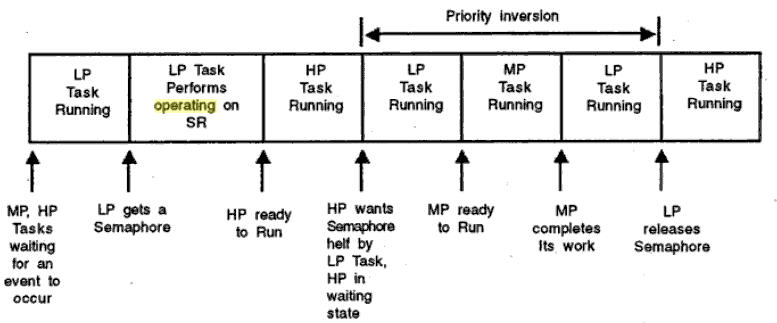 Priority inversion
LP
Task
Running
LP Task
Performs
operating on
SR
HP
Task
Running
LP
Task
Running
MP
Task
Running
LP
Task
Running
HP
Task
Running
MP, HP
Tasks
waiting
for an
event to
occur
LP gets a
Semaphore
HP ready
to Run
HP wants
Semaphore
helf by
LP Task,
HP in
waiting
state
MP ready
to Run
MP
completes
Its work
LP
releases
Semaphore